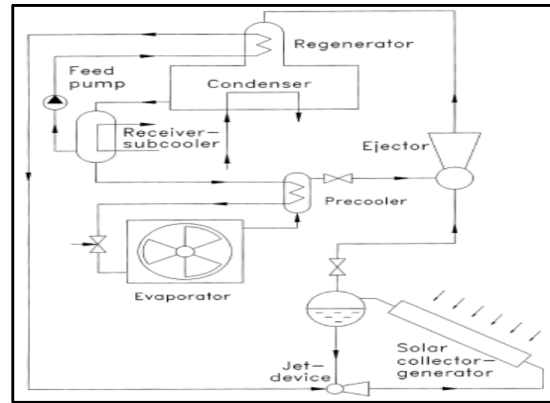 Regenerator
Feed
pump
Condenser
Receiver-
subcooler
Ejector
Precooler
Evaporator
Solar
collector-
generator
Jet-
device